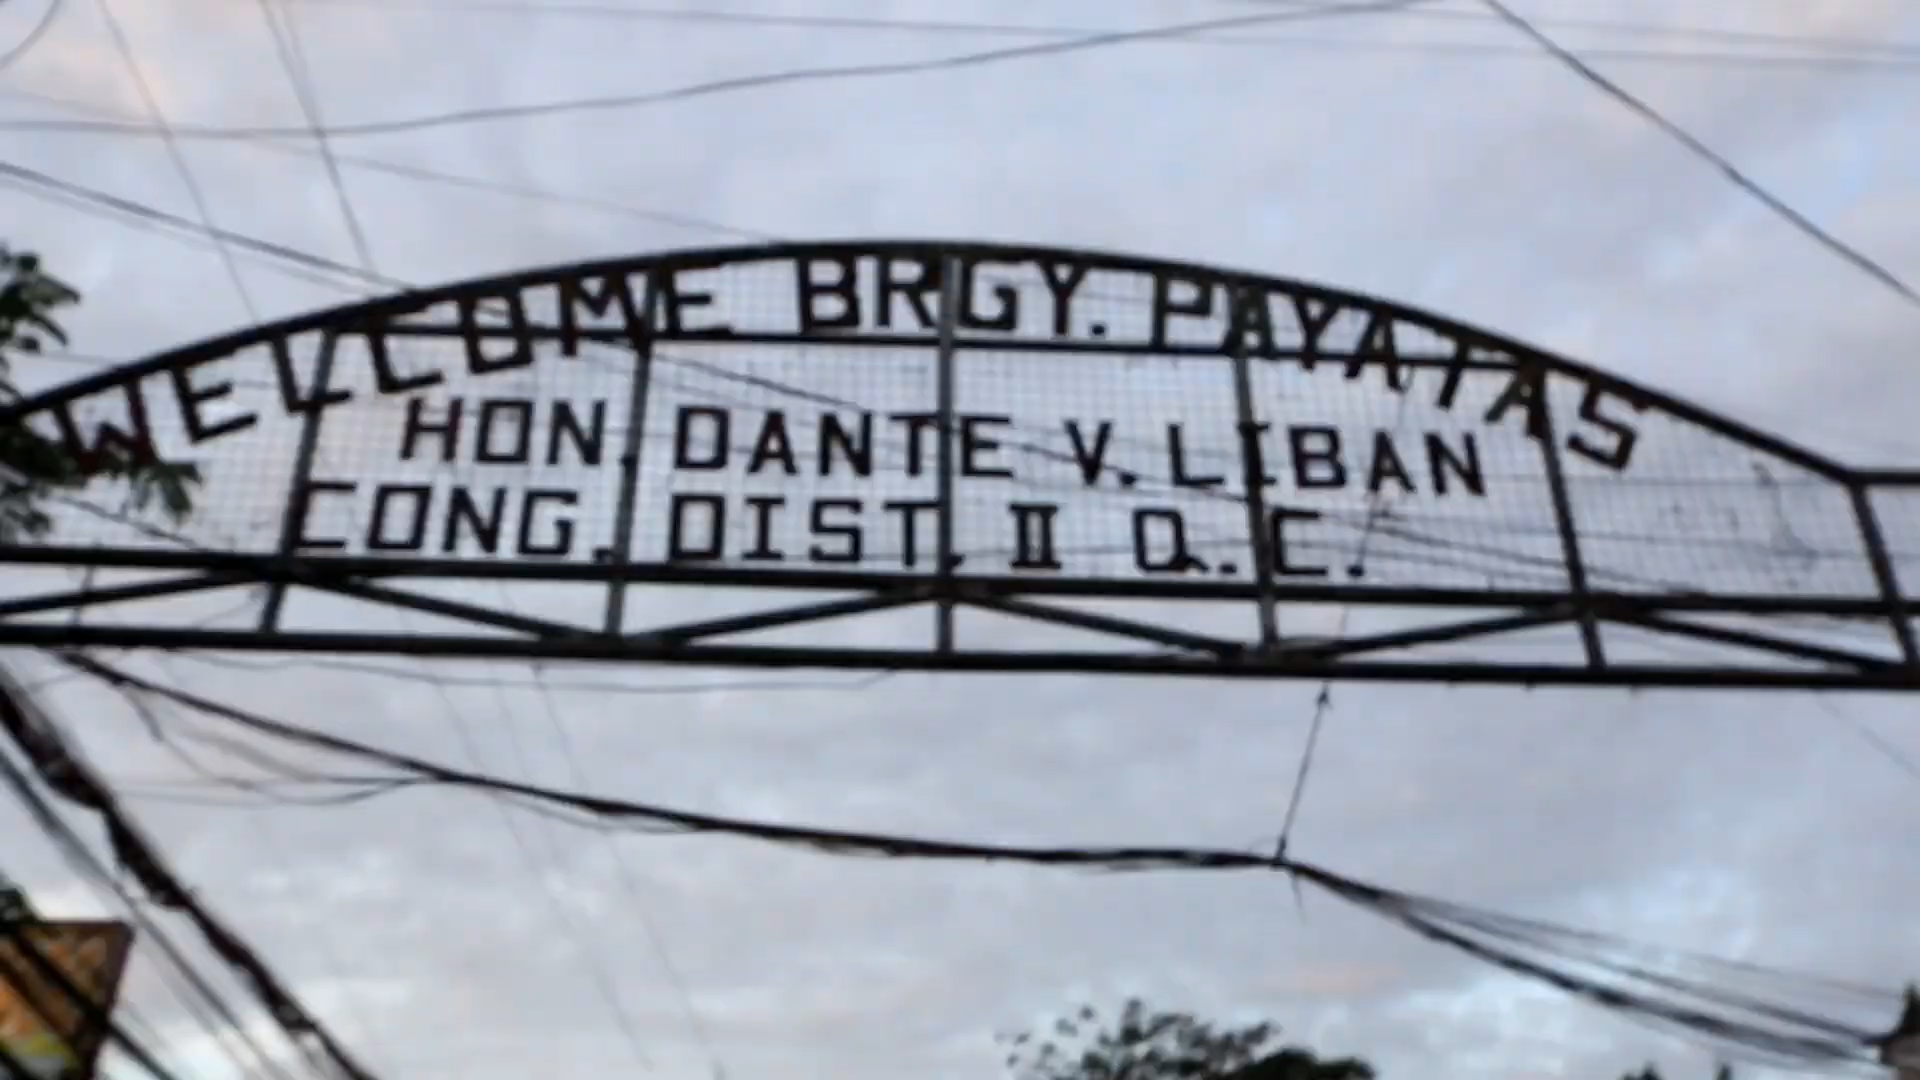 WELCOME BRGY. PAYATAS
HON. DANTE V. LIBAN
CONG. DIST. II Q.C.